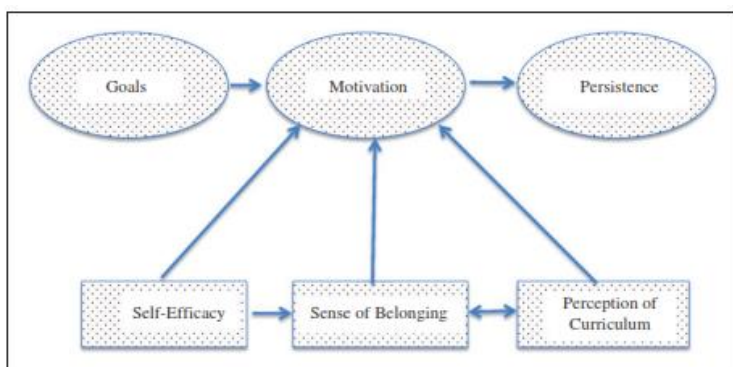 Goals
Motivation
Persistence
Self-Efficacy
Sense of Belonging
Perception of
Curriculum